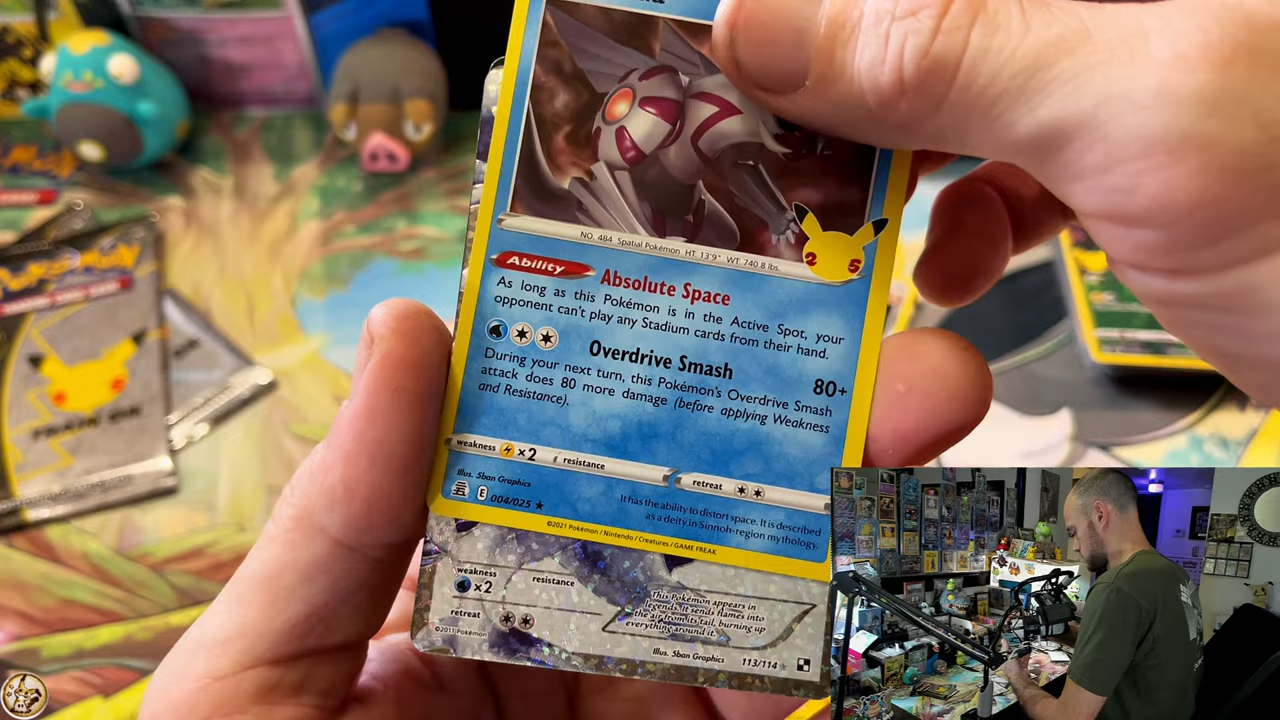 NO. 484 Spatial Pokémon HT: 13'9" WT: 740.8 lbs.
25
Ability Absolute Space
As long as this Pokémon is in the Active Spot, your
opponent can't play any Stadium cards from their hand.
Overdrive Smash 80+
During your next turn, this Pokémon's Overdrive Smash
attack does 80 more damage (before applying Weakness
and Resistance).
weakness ×2 resistance
retreat
Illus. 5ban Graphics
E 004/025 ★
It has the ability to distort space. It is described
as a deity in Sinnoh-region mythology.
©2021 Pokémon / Nintendo / Creatures / GAME FREAK
weakness resistance
×2
retreat
©2011 Pokémon
This Pokémon appears in
legends. It sends flames into
the air from its tail, burning up
everything around it.
Illus. 5ban Graphics 113/114
Pokémon